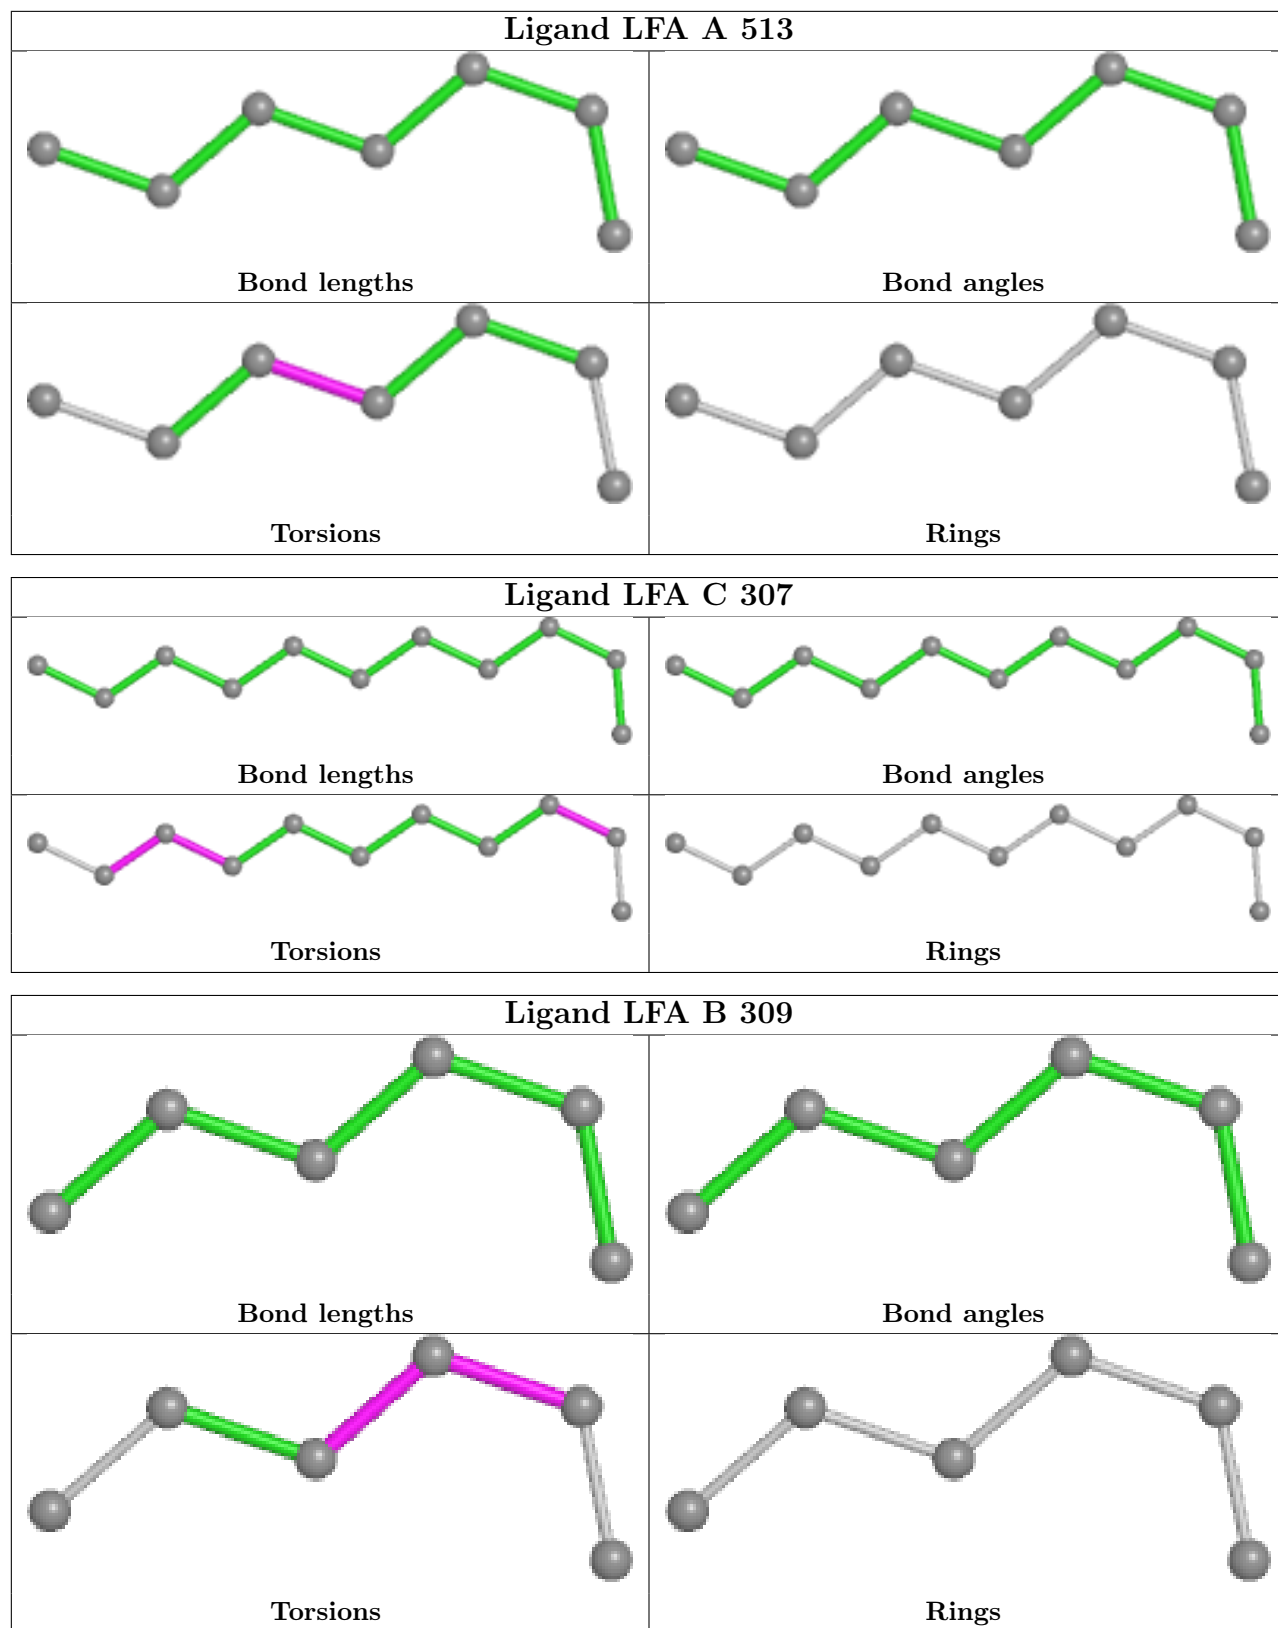 Ligand LFA A 513
Bond lengths
Bond angles
Torsions
Rings
Ligand LFA C 307
Bond lengths
Bond angles
Torsions
Rings
Ligand LFA B 309
Bond lengths
Bond angles
Torsions
Rings